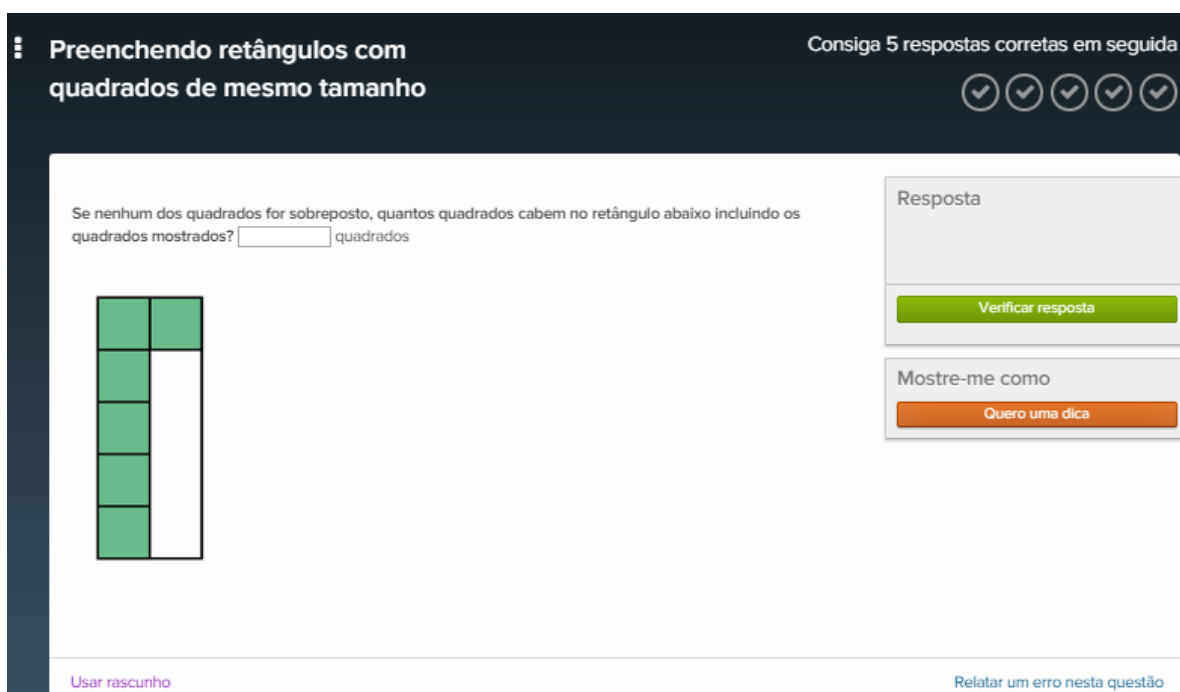 Preenchendo retângulos com
quadrados de mesmo tamanho
Consiga 5 respostas corretas em seguida
Se nenhum dos quadrados for sobreposto, quantos quadrados cabem no retângulo abaixo incluindo os
quadrados mostrados? quadrados
Resposta
Verificar resposta
Mostre-me como
Quero uma dica
Usar rascunho
Relatar um erro nesta questão